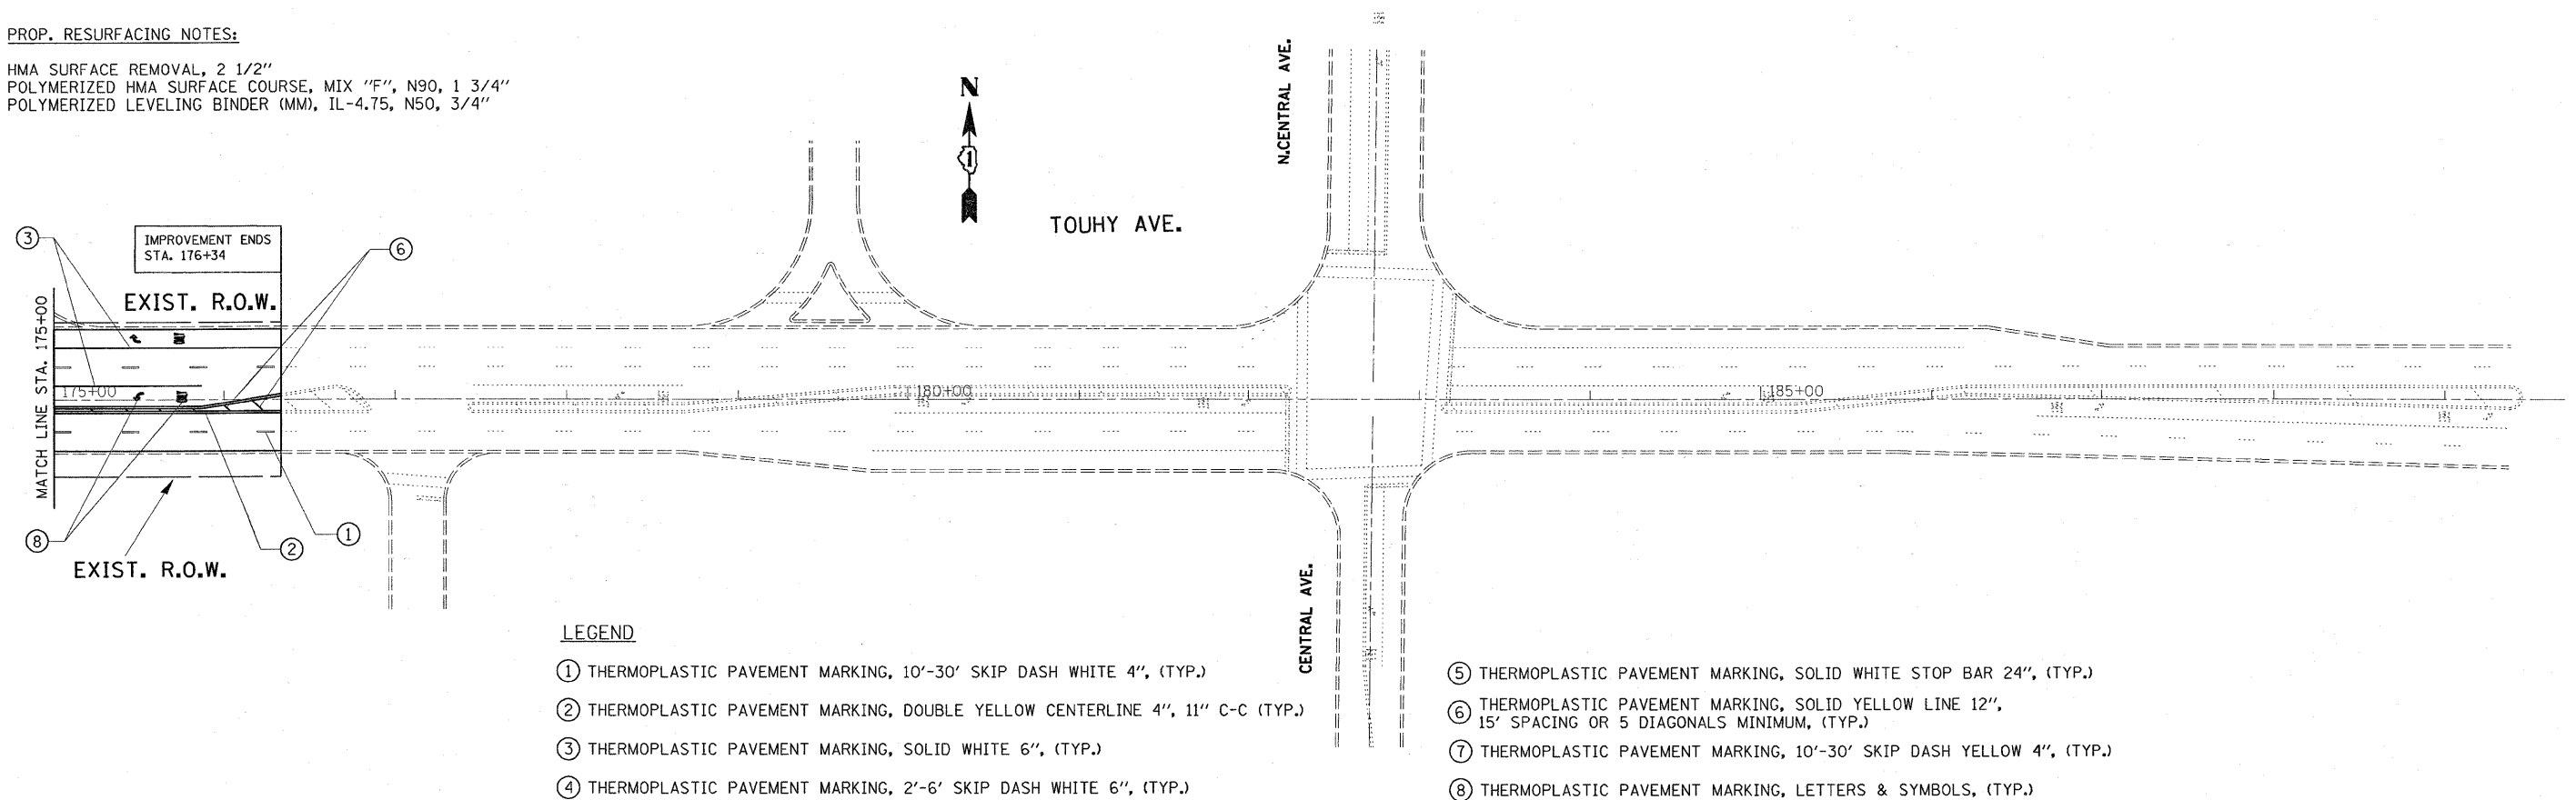 PROP. RESURFACING NOTES:
HMA SURFACE REMOVAL, 2 1/2"
POLYMERIZED HMA SURFACE COURSE, MIX "F", N90, 1 3/4"
POLYMERIZED LEVELING BINDER (MM), IL-4.75, N50, 3/4"
N
1
TOUHY AVE.
N.CENTRAL AVE.
3
IMPROVEMENT ENDS
STA. 176+34
6
EXIST. R.O.W.
MATCH LINE STA. 175+00
175+00
180+00
185+00
8
2
1
EXIST. R.O.W.
CENTRAL AVE.
LEGEND
1 THERMOPLASTIC PAVEMENT MARKING, 10'-30' SKIP DASH WHITE 4", (TYP.)
2 THERMOPLASTIC PAVEMENT MARKING, DOUBLE YELLOW CENTERLINE 4", 11" C-C (TYP.)
3 THERMOPLASTIC PAVEMENT MARKING, SOLID WHITE 6", (TYP.)
4 THERMOPLASTIC PAVEMENT MARKING, 2'-6' SKIP DASH WHITE 6", (TYP.)
5 THERMOPLASTIC PAVEMENT MARKING, SOLID WHITE STOP BAR 24", (TYP.)
6 THERMOPLASTIC PAVEMENT MARKING, SOLID YELLOW LINE 12",
15' SPACING OR 5 DIAGONALS MINIMUM, (TYP.)
7 THERMOPLASTIC PAVEMENT MARKING, 10'-30' SKIP DASH YELLOW 4", (TYP.)
8 THERMOPLASTIC PAVEMENT MARKING, LETTERS & SYMBOLS, (TYP.)